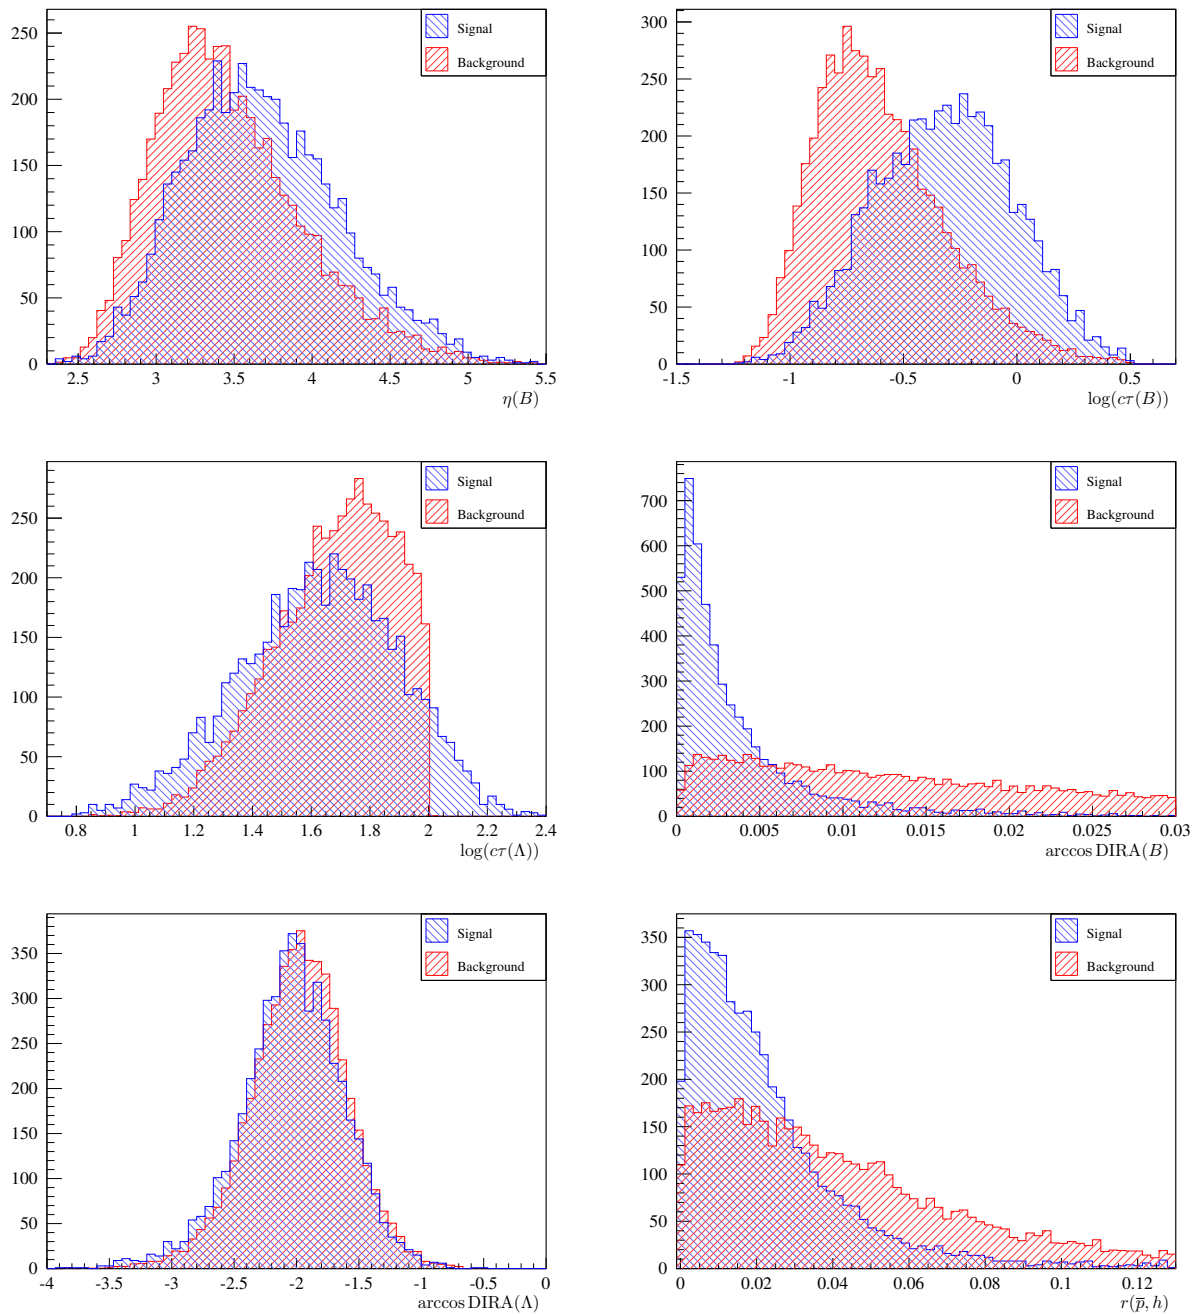 250
200
150
100
50
0
Signal
Background
2.5 3 3.5 4 4.5 5 5.5
η(B)
300
250
200
150
100
50
0
Signal
Background
-1.5 -1 -0.5 0 0.5
log(cτ(B))
250
200
150
100
50
0
Signal
Background
0.8 1 1.2 1.4 1.6 1.8 2 2.2 2.4
log(cτ(Λ))
700
600
500
400
300
200
100
0
Signal
Background
0 0.005 0.01 0.015 0.02 0.025 0.03
arccos DIRA(B)
350
300
250
200
150
100
50
0
Signal
Background
-4 -3 -2.5 -2 -1 -0.5 0
arccos DIRA(Λ)
350
300
250
200
150
100
50
0
Signal
Background
0 0.02 0.04 0.06 0.08 0.1 0.12
r(p̅, h)